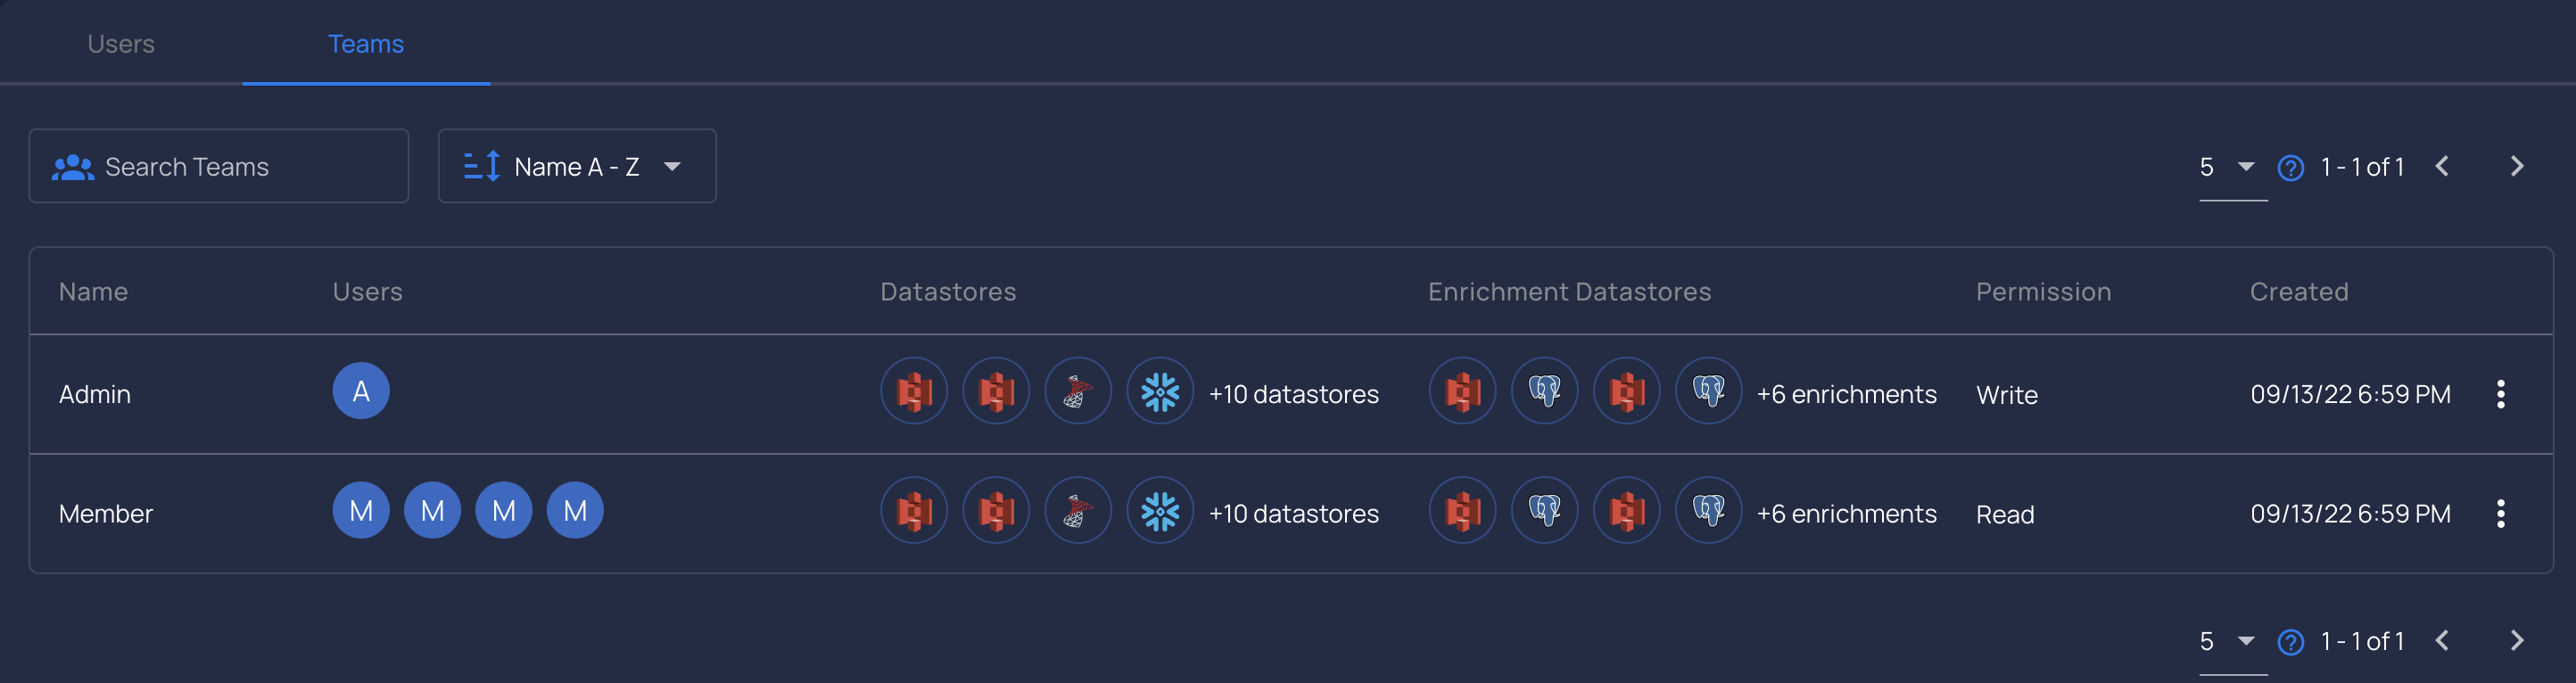 Users Teams
Search Teams Name A - Z 5 1 - 1 of 1
Name Users Datastores Enrichment Datastores Permission Created
Admin A +10 datastores +6 enrichments Write 09/13/22 6:59 PM
Member M M M M +10 datastores +6 enrichments Read 09/13/22 6:59 PM
5 1 - 1 of 1